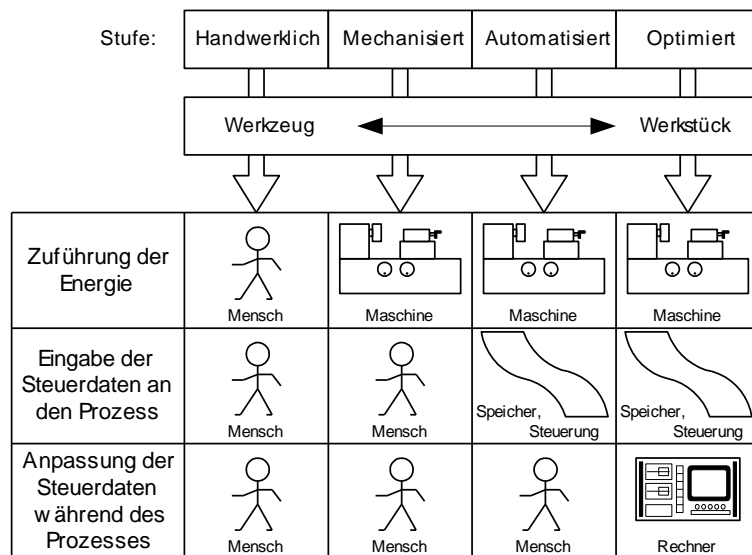 Stufe: Handwerklich Mechanisiert Automatisiert Optimiert
Werkzeug Werkstück
Zuführung der
Energie
Mensch Maschine Maschine Maschine
Eingabe der
Steuerdaten an
den Prozess
Mensch Mensch Speicher, Steuerung Speicher, Steuerung
Anpassung der
Steuerdaten
während des
Prozesses
Mensch Mensch Mensch Rechner